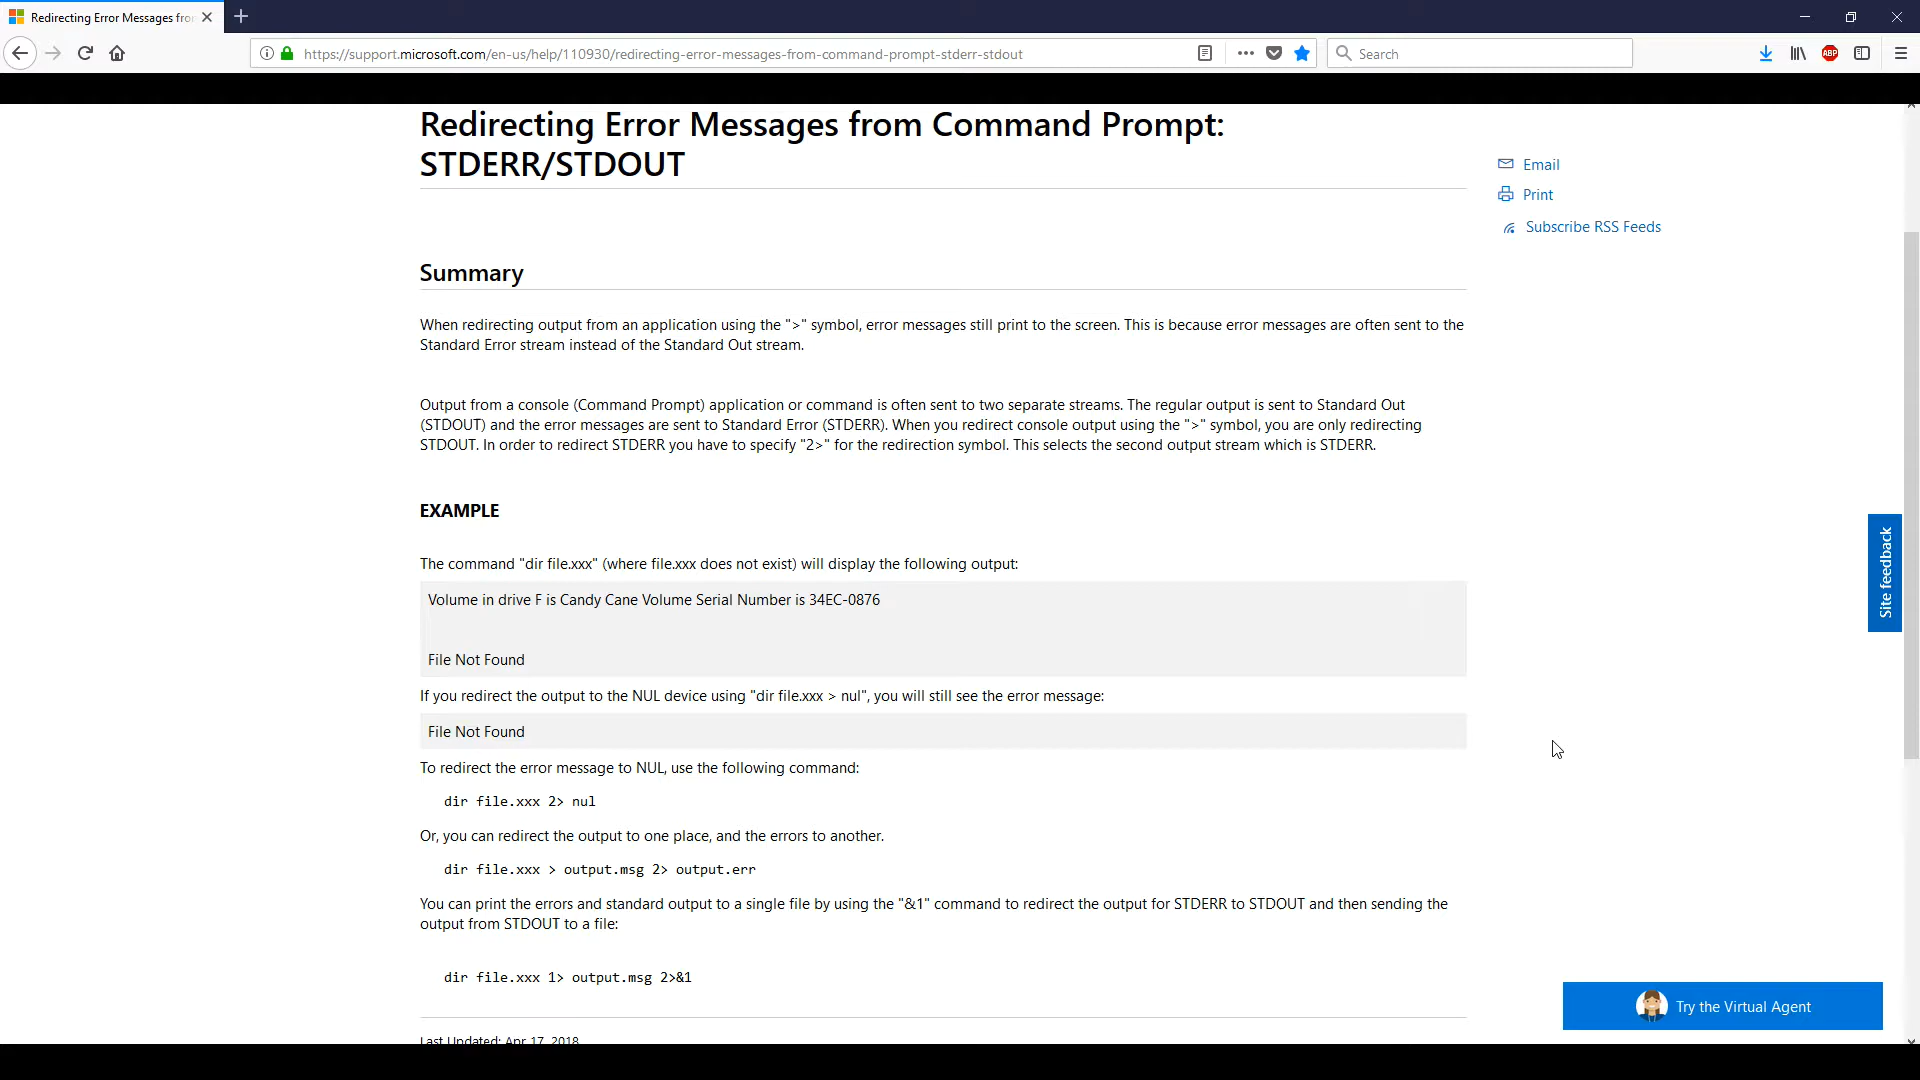 Redirecting Error Messages fro
https://support.microsoft.com/en-us/help/110930/redirecting-error-messages-from-command-prompt-stderr-stdout
Search
ABP
Redirecting Error Messages from Command Prompt:
STDERR/STDOUT
Email
Print
Subscribe RSS Feeds
Summary
When redirecting output from an application using the ">" symbol, error messages still print to the screen. This is because error messages are often sent to the
Standard Error stream instead of the Standard Out stream.
Output from a console (Command Prompt) application or command is often sent to two separate streams. The regular output is sent to Standard Out
(STDOUT) and the error messages are sent to Standard Error (STDERR). When you redirect console output using the ">" symbol, you are only redirecting
STDOUT. In order to redirect STDERR you have to specify "2>" for the redirection symbol. This selects the second output stream which is STDERR.
EXAMPLE
The command "dir file.xxx" (where file.xxx does not exist) will display the following output:
Volume in drive F is Candy Cane Volume Serial Number is 34EC-0876
File Not Found
If you redirect the output to the NUL device using "dir file.xxx > nul", you will still see the error message:
File Not Found
To redirect the error message to NUL, use the following command:
dir file.xxx 2> nul
Or, you can redirect the output to one place, and the errors to another.
dir file.xxx > output.msg 2> output.err
You can print the errors and standard output to a single file by using the "&1" command to redirect the output for STDERR to STDOUT and then sending the
output from STDOUT to a file:
dir file.xxx 1> output.msg 2>&1
Last Updated: Apr 17, 2018
Site feedback
Try the Virtual Agent